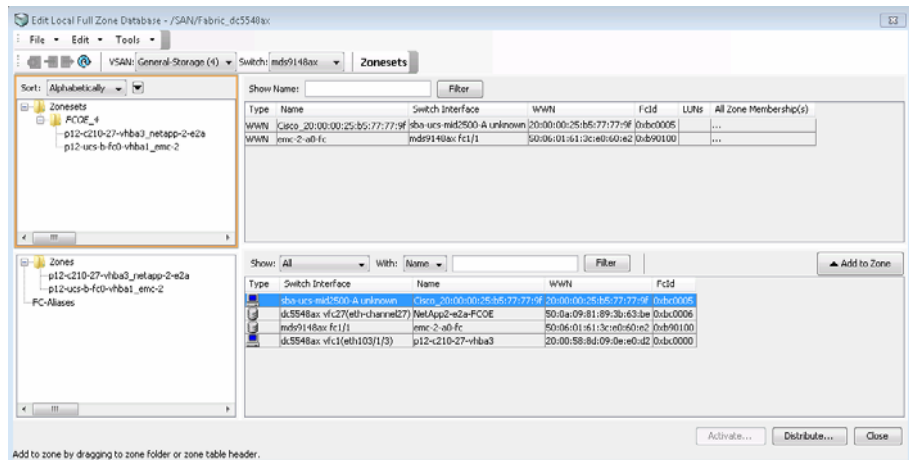 Edit Local Full Zone Database - /SAN/Fabric_dc5548ax
File Edit Tools
VSAN: General-Storage (4) Switch: mds9148ax Zonesets
Sort: Alphabetically
Zonesets
FCOE_4
p12-c210-27-vhba3_netapp-2-e2a
p12-ucs-b-fc0-vhba1_emc-2
Show Name: Filter
Type Name Switch Interface WWN FcId LUNs All Zone Membership(s)
WWN Cisco_20:00:00:25:b5:77:77:9f sba-ucs-mid2500-A unknown 20:00:00:25:b5:77:77:9f 0xbc0005 ...
WWN emc-2-a0-fc mds9148ax fc1/1 50:06:01:61:3c:e0:60:e2 0xb90100 ...
Zones
p12-c210-27-vhba3_netapp-2-e2a
p12-ucs-b-fc0-vhba1_emc-2
FC-Aliases
Show: All With: Name Filter Add to Zone
Type Switch Interface Name WWN FcId
sba-ucs-mid2500-A unknown Cisco_20:00:00:25:b5:77:77:9f 20:00:00:25:b5:77:77:9f 0xbc0005
dc5548ax vfc27(eth-channel27) NetApp2-e2a-FCOE 50:0a:09:81:89:3b:63:be 0xbc0006
mds9148ax fc1/1 emc-2-a0-fc 50:06:01:61:3c:e0:60:e2 0xb90100
dc5548ax vfc1(eth103/1/3) p12-c210-27-vhba3 20:00:58:8d:09:0e:e0:d2 0xbc0000
Activate... Distribute... Close
Add to zone by dragging to zone folder or zone table header.